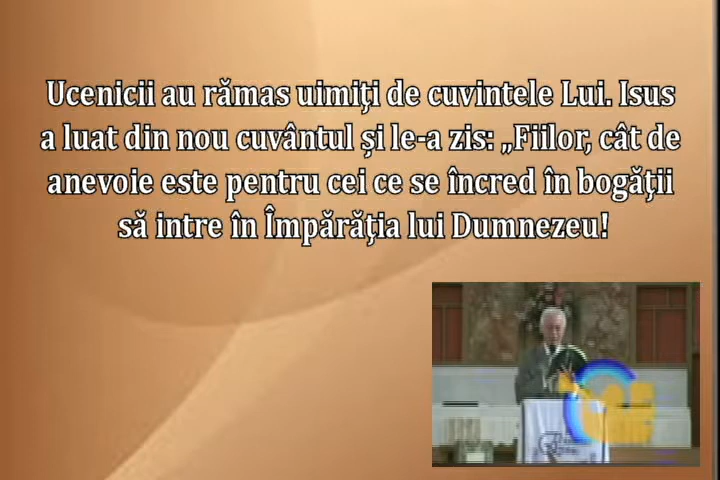 Ucenicii au rămas uimiți de cuvintele Lui. Isus
a luat din nou cuvântul și le-a zis: „Fiilor, cât de
anevoie este pentru cei ce se încred în bogății
să intre în Împărăția lui Dumnezeu!